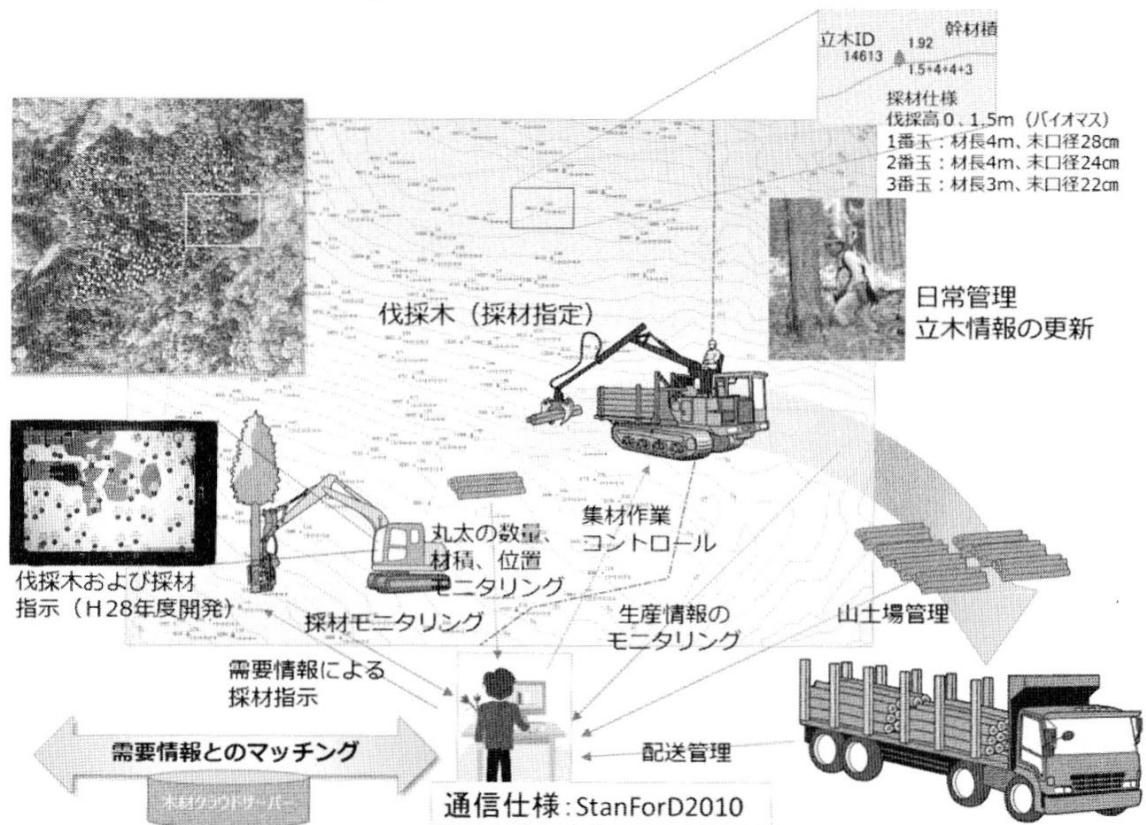 立木ID
14613
幹材積
1.92
1.5+4+4+3
採材仕様
伐採高0、1,5m(バイオマス)
1番玉:材長4m、末口径28㎝
2番玉:材長4m、末口径24㎝
3番玉:材長3m、末口径22㎝
日常管理
立木情報の更新
伐採木(採材指定)
伐採木および採材
指示(H28年度開発)
丸太の数量、
材積、位置
モニタリング
集材作業
コントロール
採材モニタリング
生産情報の
モニタリング
山土場管理
需要情報による
採材指示
需要情報とのマッチング
木材クラウドサーバー
配送管理
通信仕様:StanForD2010